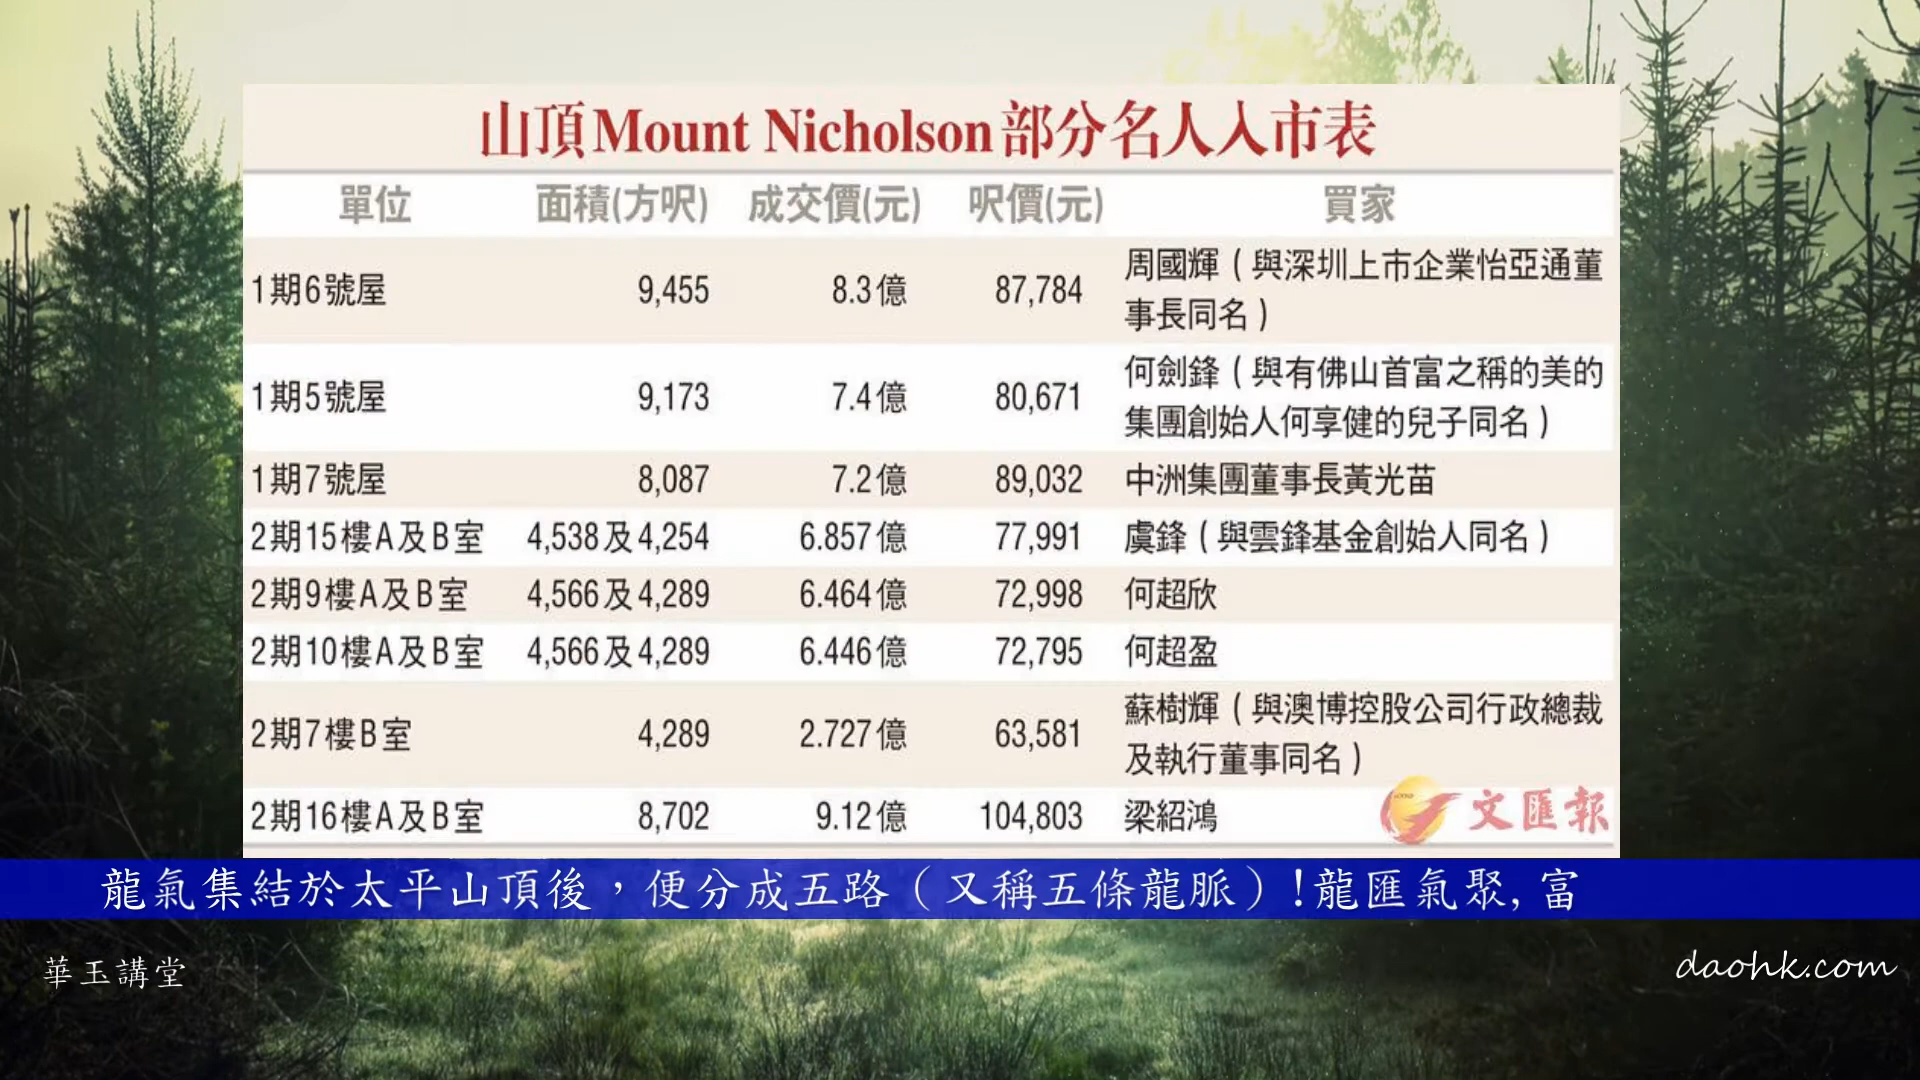 山頂Mount Nicholson部分名人入市表
單位 面積(方呎) 成交價(元) 呎價(元) 買家
1期6號屋 9,455 8.3億 87,784 周國輝（與深圳上市企業怡亞通董
事長同名）
1期5號屋 9,173 7.4億 80,671 何劍鋒（與有佛山首富之稱的美的
集團創始人何享健的兒子同名）
1期7號屋 8,087 7.2億 89,032 中洲集團董事長黃光苗
2期15樓A及B室 4,538及4,254 6.857億 77,991 虞鋒（與雲鋒基金創始人同名）
2期9樓A及B室 4,566及4,289 6.464億 72,998 何超欣
2期10樓A及B室 4,566及4,289 6.446億 72,795 何超盈
2期7樓B室 4,289 2.727億 63,581 蘇樹輝（與澳博控股公司行政總裁
及執行董事同名）
2期16樓A及B室 8,702 9.12億 104,803 梁紹鴻
文匯報
龍氣集結於太平山頂後，便分成五路（又稱五條龍脈）!龍匯氣聚,富
華玉講堂
daohk.com